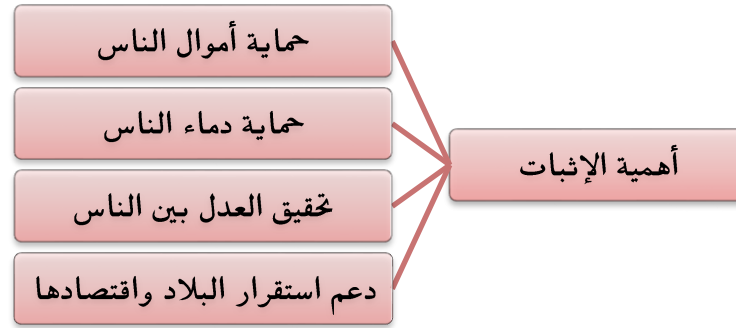 أهمية الإثبات
حماية أموال الناس
حماية دماء الناس
تحقيق العدل بين الناس
دعم استقرار البلاد واقتصادها